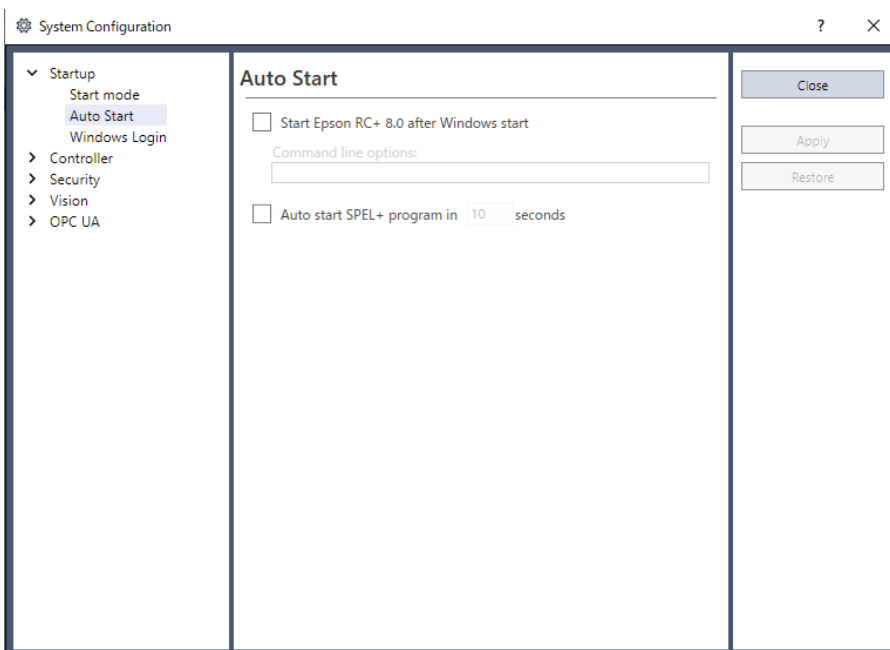 System Configuration
?
Startup
Start mode
Auto Start
Windows Login
Controller
Security
Vision
OPC UA
Auto Start
Start Epson RC+ 8.0 after Windows start
Command line options:
Auto start SPEL+ program in 10 seconds
Close
Apply
Restore